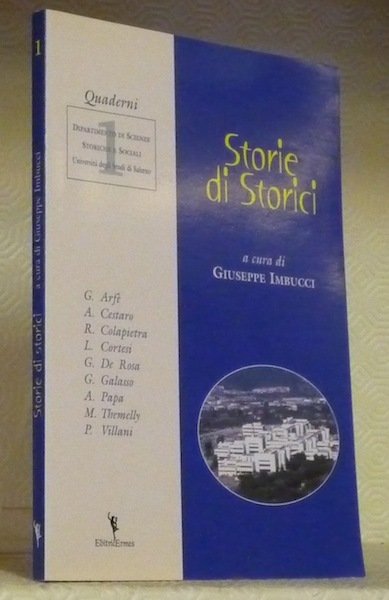 1
a cura di Giuseppe Imbucci
Storie di storici
Quaderni
1
DIPARTIMENTO DI SCIENZE
STORICHE E SOCIALI
Università degli Studi di Salerno
G. Arfè
A. Cestaro
R. Colapietra
L. Cortesi
G. De Rosa
G. Galasso
A. Papa
M. Themelly
P. Villani
EditricErmes
Storie
di Storici
a cura di
GIUSEPPE IMBUCCI